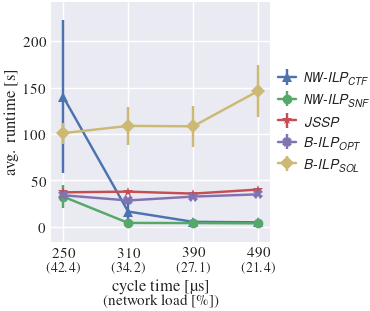 avg. runtime [s]
200
150
100
50
0
250 310 390 490
(42.4) (34.2) (27.1) (21.4)
cycle time [µs]
(network load [%])
NW-ILP_CTF
NW-ILP_SNF
JSSP
B-ILP_OPT
B-ILP_SOL